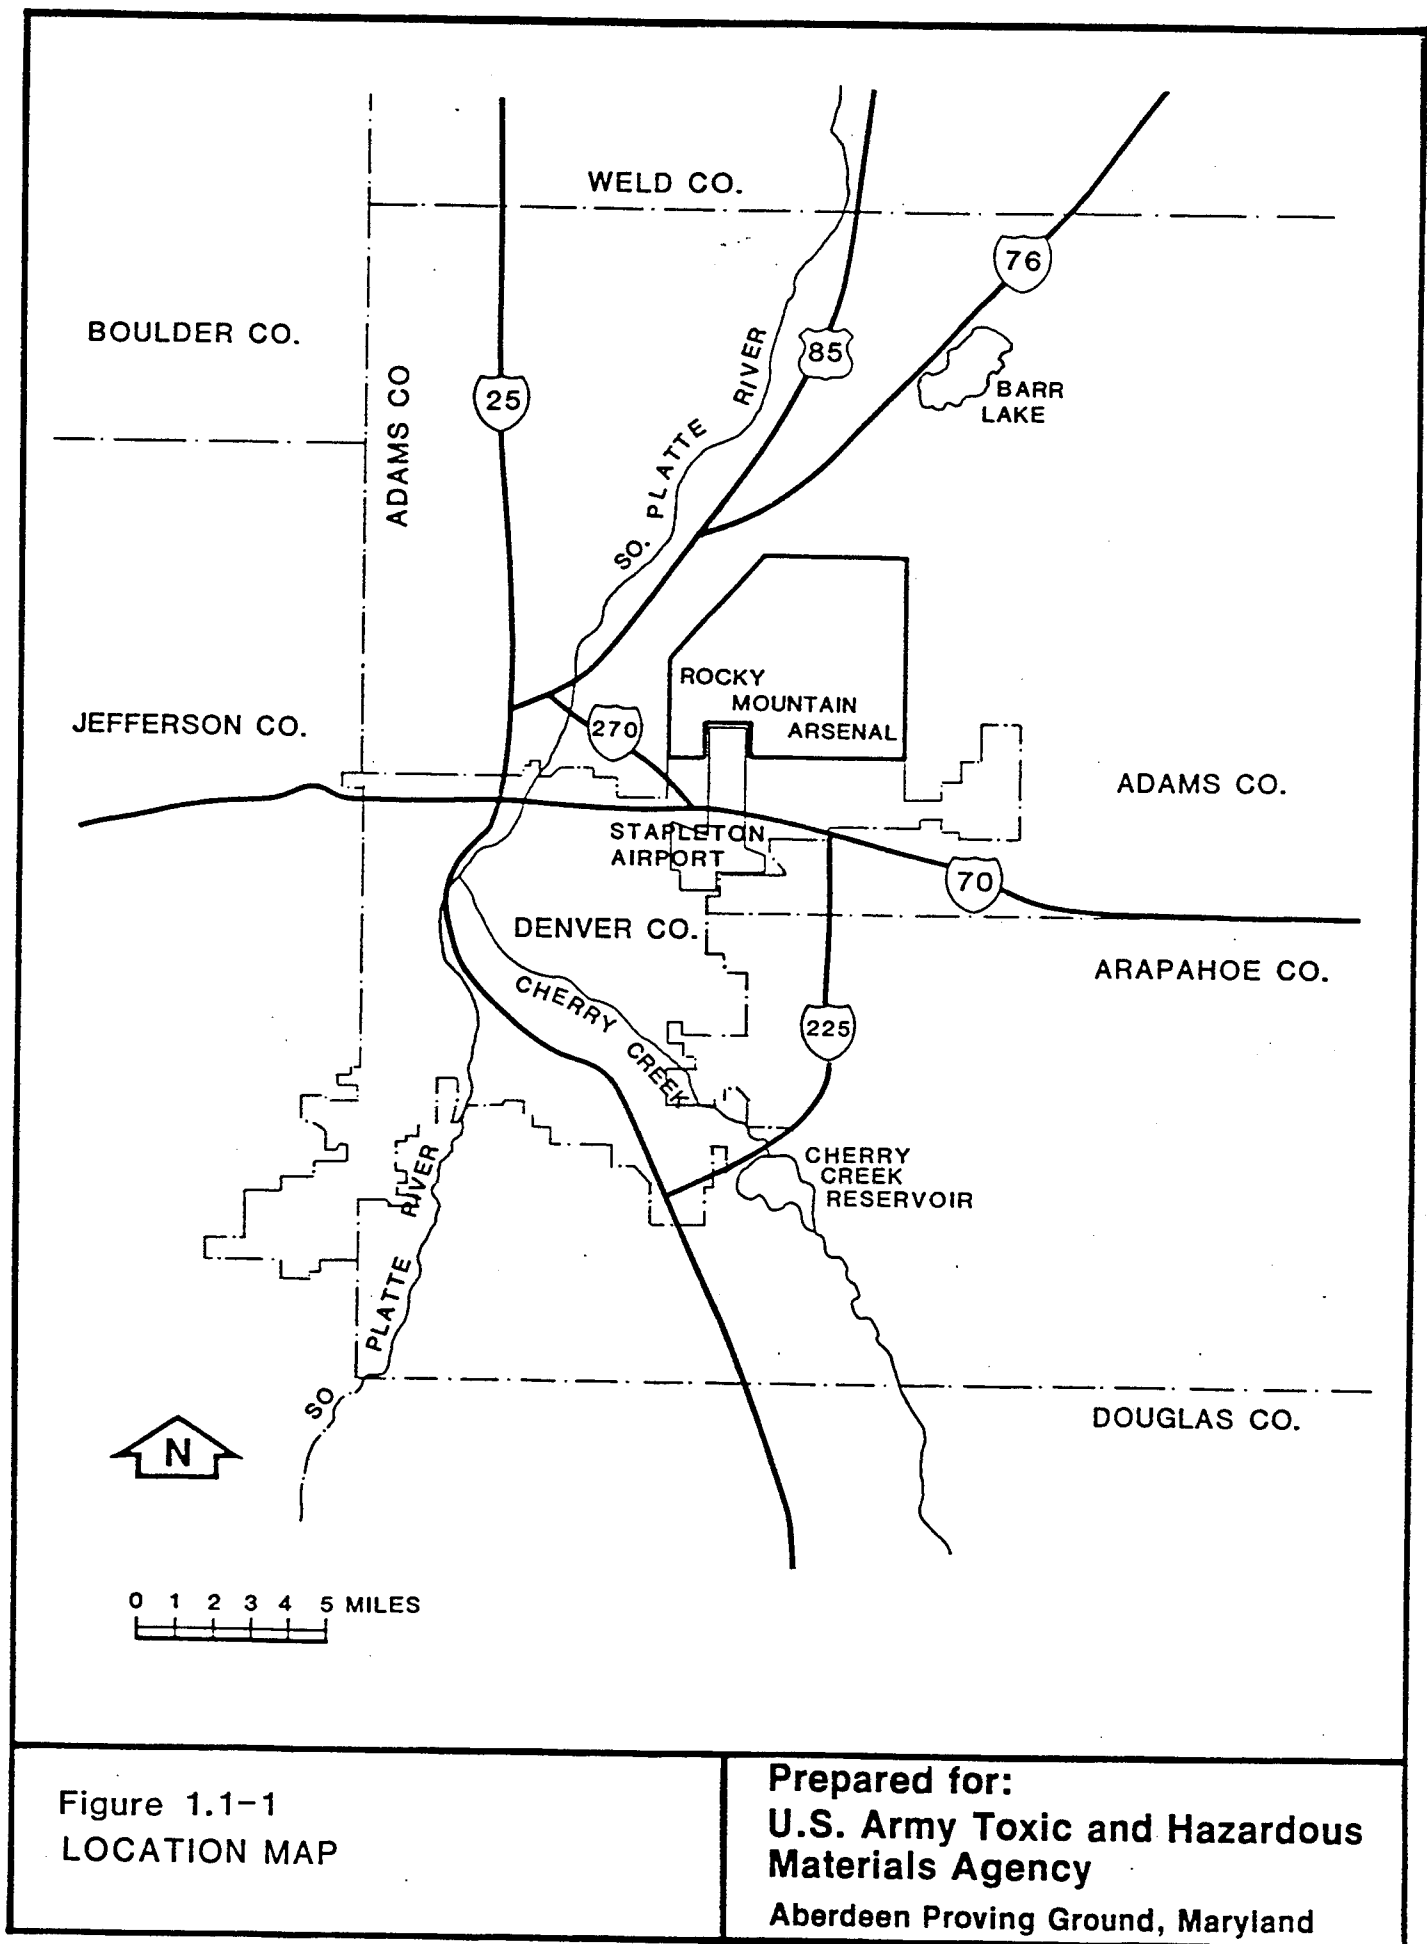 WELD CO.
76
BOULDER CO.
85
25
BARR
LAKE
ADAMS CO
SO. PLATTE RIVER
ROCKY
MOUNTAIN
ARSENAL
JEFFERSON CO.
270
ADAMS CO.
STAPLETON
AIRPORT
70
DENVER CO.
ARAPAHOE CO.
CHERRY CREEK
225
CHERRY
CREEK
RESERVOIR
SO PLATTE RIVER
DOUGLAS CO.
N
0 1 2 3 4 5 MILES
Figure 1.1-1
LOCATION MAP
Prepared for:
U.S. Army Toxic and Hazardous
Materials Agency
Aberdeen Proving Ground, Maryland